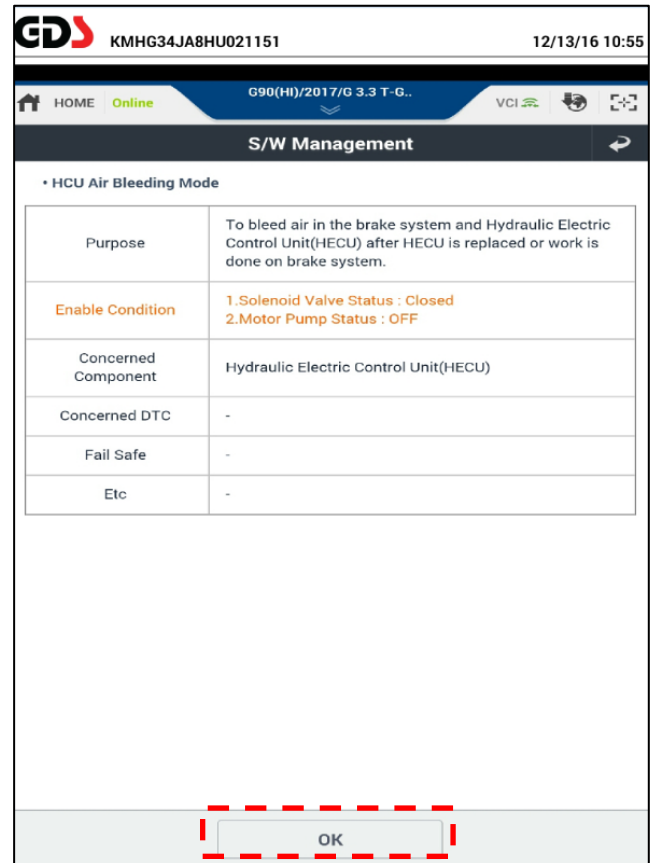 GDS KMHG34JA8HU021151 12/13/16 10:55
HOME Online G90(HI)/2017/G 3.3 T-G.. VCI
S/W Management
• HCU Air Bleeding Mode
Purpose
To bleed air in the brake system and Hydraulic Electric
Control Unit(HECU) after HECU is replaced or work is
done on brake system.
Enable Condition
1.Solenoid Valve Status : Closed
2.Motor Pump Status : OFF
Concerned
Component
Hydraulic Electric Control Unit(HECU)
Concerned DTC -
Fail Safe -
Etc -
OK